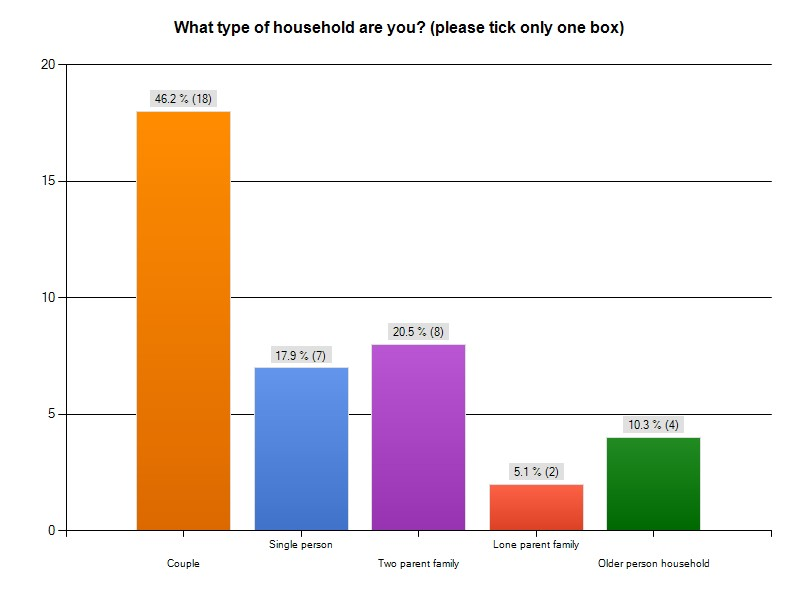 What type of household are you? (please tick only one box)
20
46.2 % (18)
15
10
20.5 % (8)
17.9 % (7)
5
10.3 % (4)
5.1 % (2)
0
Single person
Lone parent family
Couple
Two parent family
Older person household